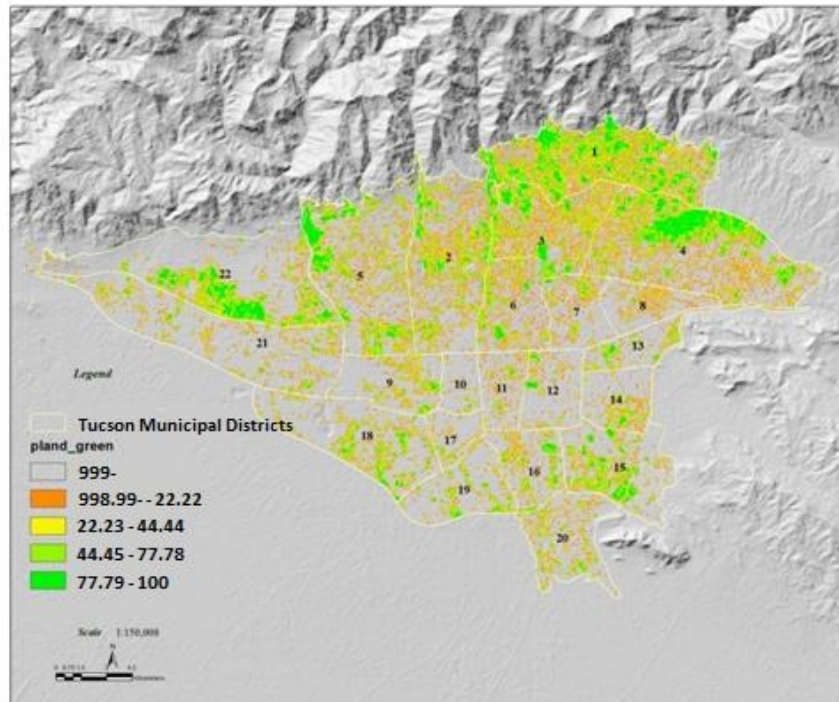 1
3
4
2
22
5
6
7
8
13
21
9
10
11
12
14
18
17
16
15
19
20
Legend
Tucson Municipal Districts
pland_green
999-
998.99- - 22.22
22.23 - 44.44
44.45 - 77.78
77.79 - 100
Scale 1:150,000
N